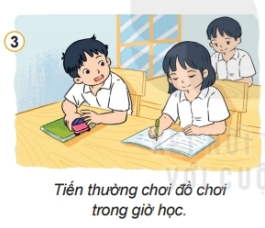 3
Tiến thường chơi đồ chơi
trong giờ học.